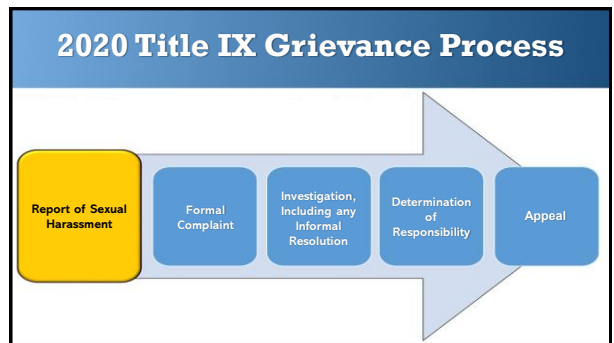 2020 Title IX Grievance Process
Report of Sexual
Harassment
Formal
Complaint
Investigation,
Including any
Informal
Resolution
Determination
of
Responsibility
Appeal